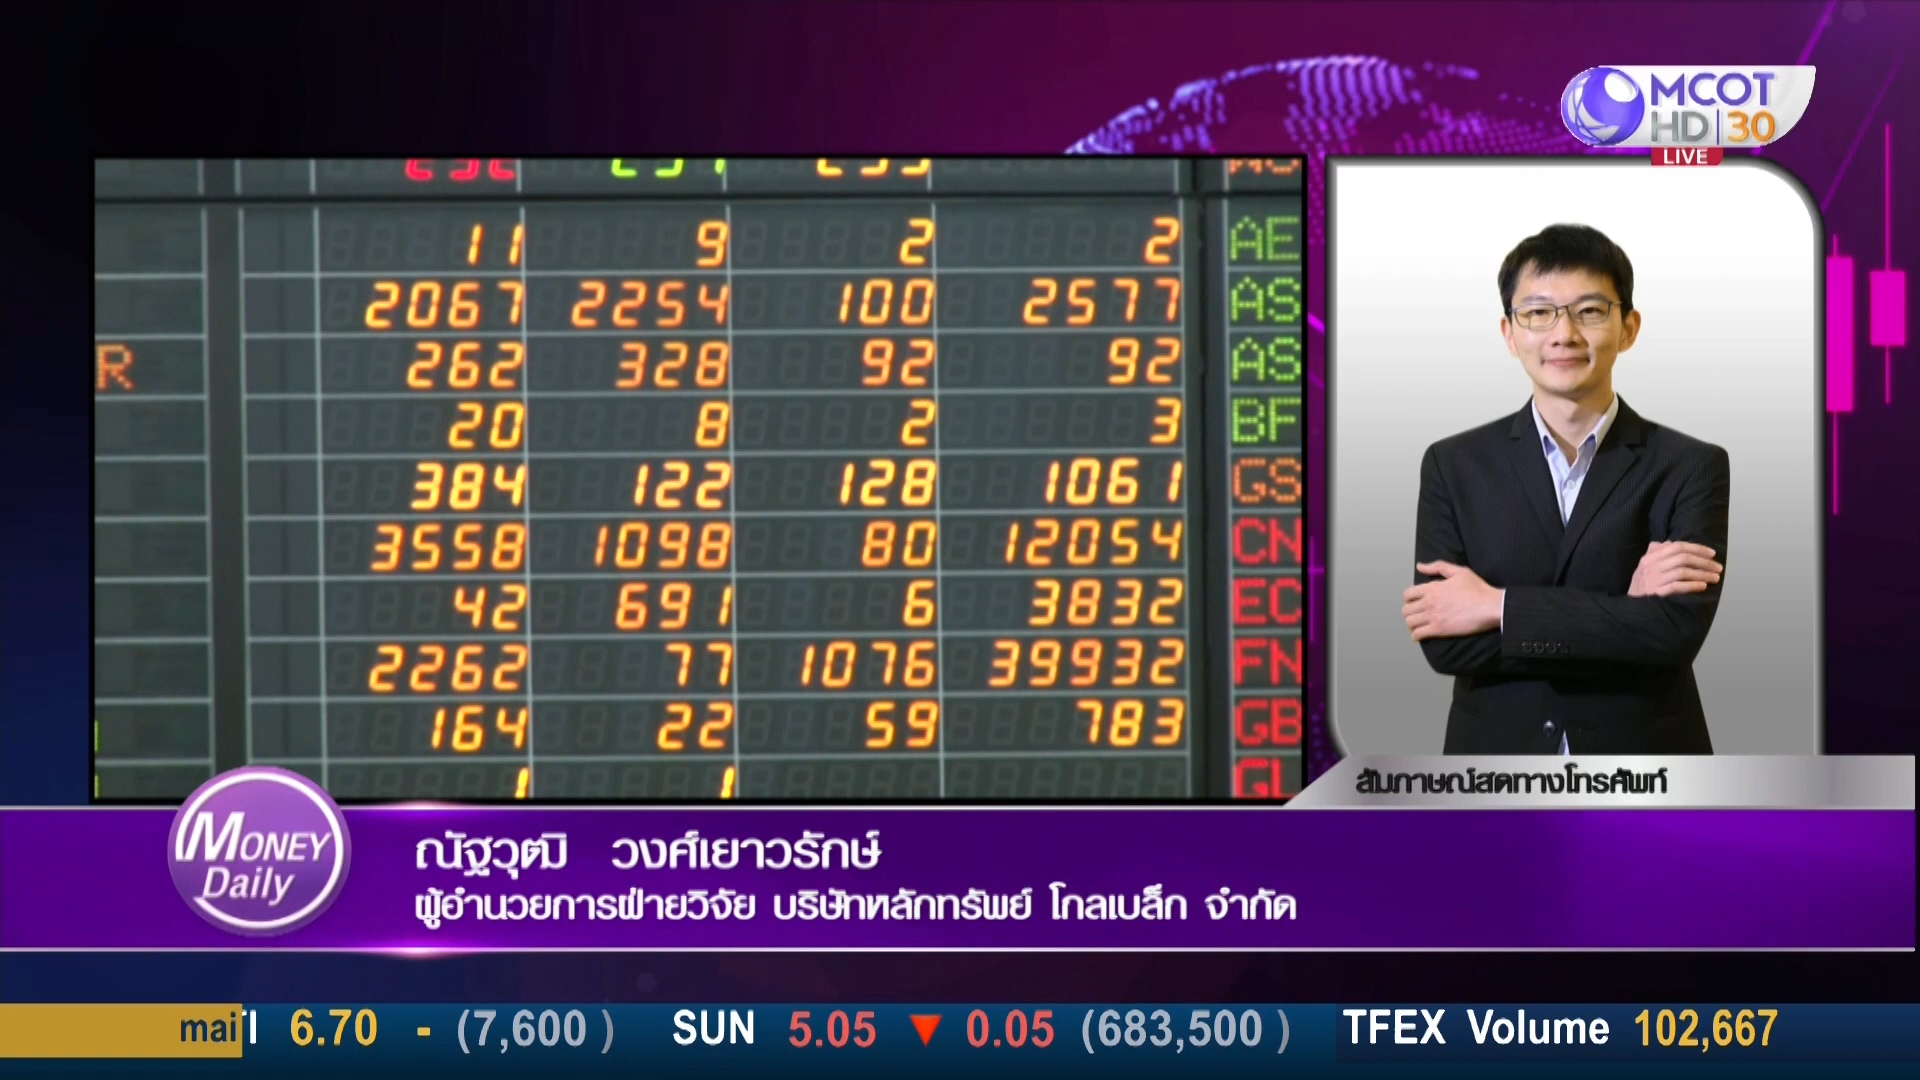 MCOT
HD 30
LIVE
11 9 2 2 AE
2067 2254 100 2577 AS
R 262 328 92 92 AS
20 8 2 3 BF
384 122 128 1061 GS
3558 1098 80 12054 CN
42 691 6 3832 EC
2262 77 1076 39932 FN
164 22 59 783 GB
1 1 GL
สัมภาษณ์สดทางโทรศัพท์
MONEY
Daily
ณัฐวุฒิ วงศ์เยาวรักษ์
ผู้อำนวยการฝ่ายวิจัย บริษัทหลักทรัพย์ โกลเบล็ก จำกัด
mai 6.70 - (7,600 ) SUN 5.05 ▼ 0.05 (683,500 ) TFEX Volume 102,667